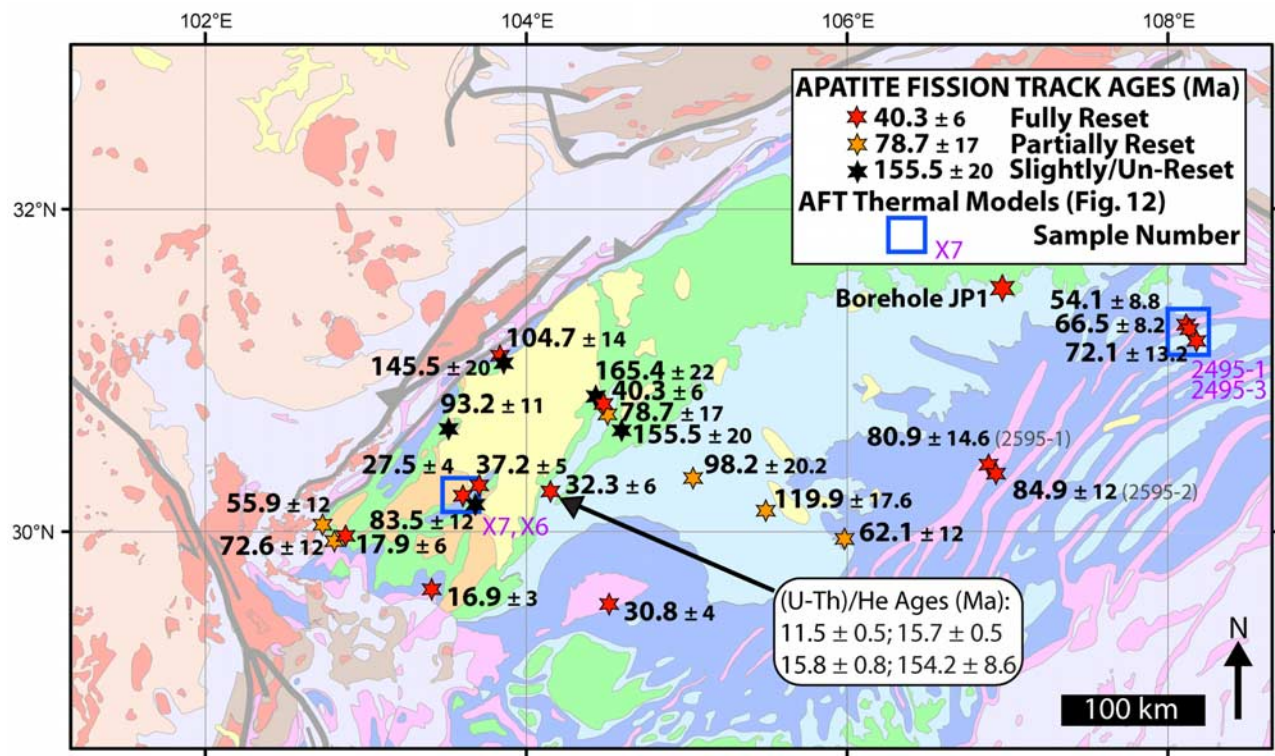 102°E
104°E
106°E
108°E
32°N
30°N
APATITE FISSION TRACK AGES (Ma)
40.3 ± 6 Fully Reset
78.7 ± 17 Partially Reset
155.5 ± 20 Slightly/Un-Reset
AFT Thermal Models (Fig. 12)
X7 Sample Number
Borehole JP1
54.1 ± 8.8
66.5 ± 8.2
72.1 ± 13.2
2495-1
2495-3
104.7 ± 14
145.5 ± 20
165.4 ± 22
40.3 ± 6
78.7 ± 17
155.5 ± 20
93.2 ± 11
80.9 ± 14.6 (2595-1)
84.9 ± 12 (2595-2)
27.5 ± 4
37.2 ± 5
32.3 ± 6
98.2 ± 20.2
119.9 ± 17.6
62.1 ± 12
55.9 ± 12
83.5 ± 12
X7, X6
72.6 ± 12
17.9 ± 6
16.9 ± 3
30.8 ± 4
(U-Th)/He Ages (Ma):
11.5 ± 0.5; 15.7 ± 0.5
15.8 ± 0.8; 154.2 ± 8.6
N
100 km